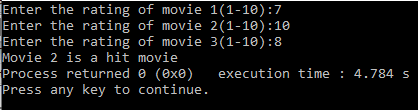 Enter the rating of movie 1(1-10):7
Enter the rating of movie 2(1-10):10
Enter the rating of movie 3(1-10):8
Movie 2 is a hit movie
Process returned 0 (0x0)   execution time : 4.784 s
Press any key to continue.